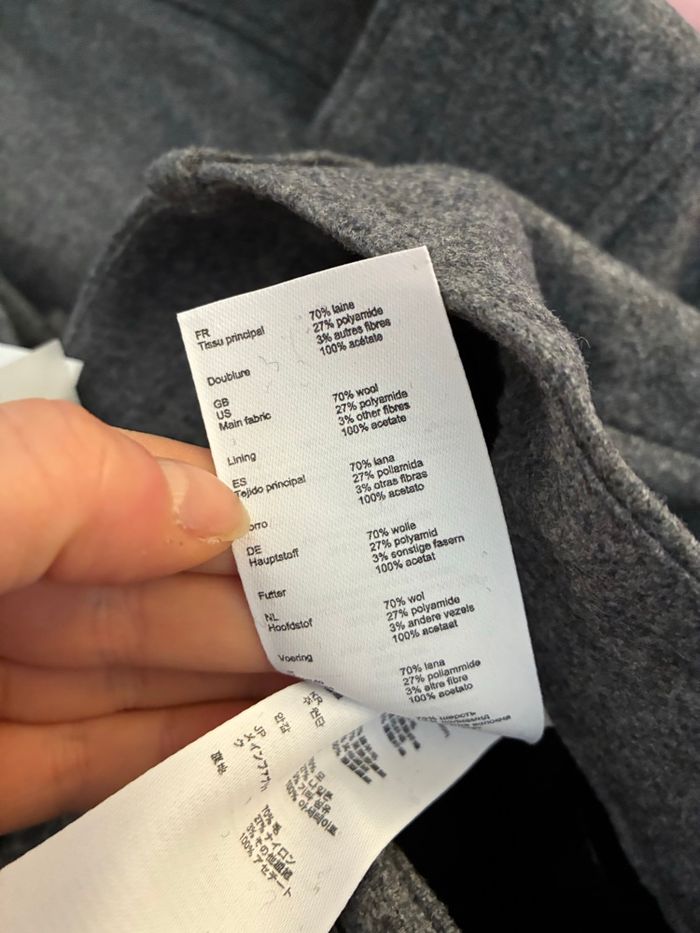 FR
Tissu principal
70% laine
27% polyamide
3% autres fibres
100% acétate
Doublure
GB
US
Main fabric
70% wool
27% polyamide
3% other fibres
100% acetate
Lining
ES
Tejido principal
70% lana
27% poliamida
3% otras fibras
100% acetato
orro
DE
Hauptstoff
70% wolle
27% polyamid
3% sonstige fasern
100% acetat
Futter
NL
Hoofdstof
70% wol
27% polyamide
3% andere vezels
100% acetaat
Voering
70% lana
27% poliammide
3% altre fibre
100% acetato
70% шерсть
KR
JP
メインファブ
70% 毛
27% ナイロン
3% その他繊維
100% アセテート